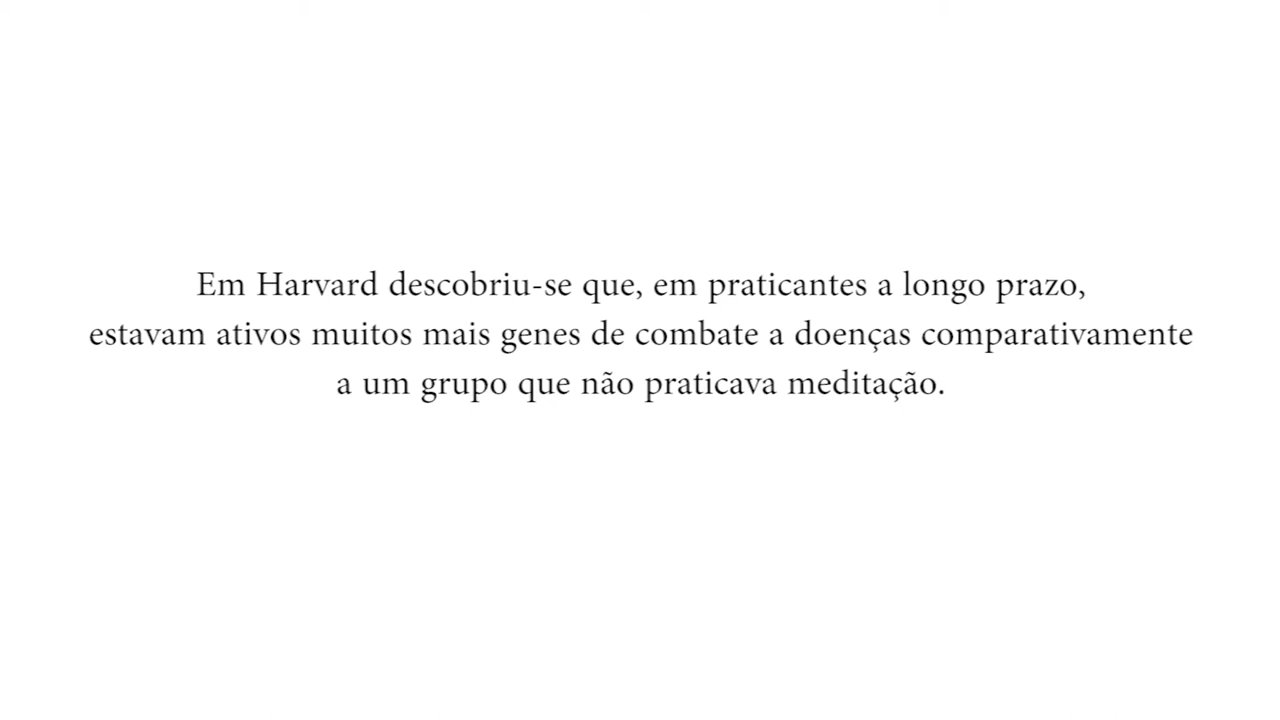 Em Harvard descobriu-se que, em praticantes a longo prazo,
estavam ativos muitos mais genes de combate a doenças comparativamente
a um grupo que não praticava meditação.